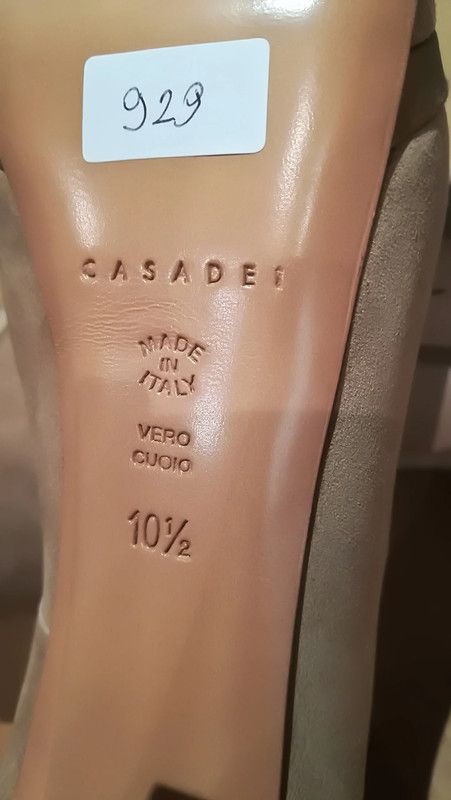 929
CASADEI
MADE
IN
ITALY
VERO
CUOIO
10½